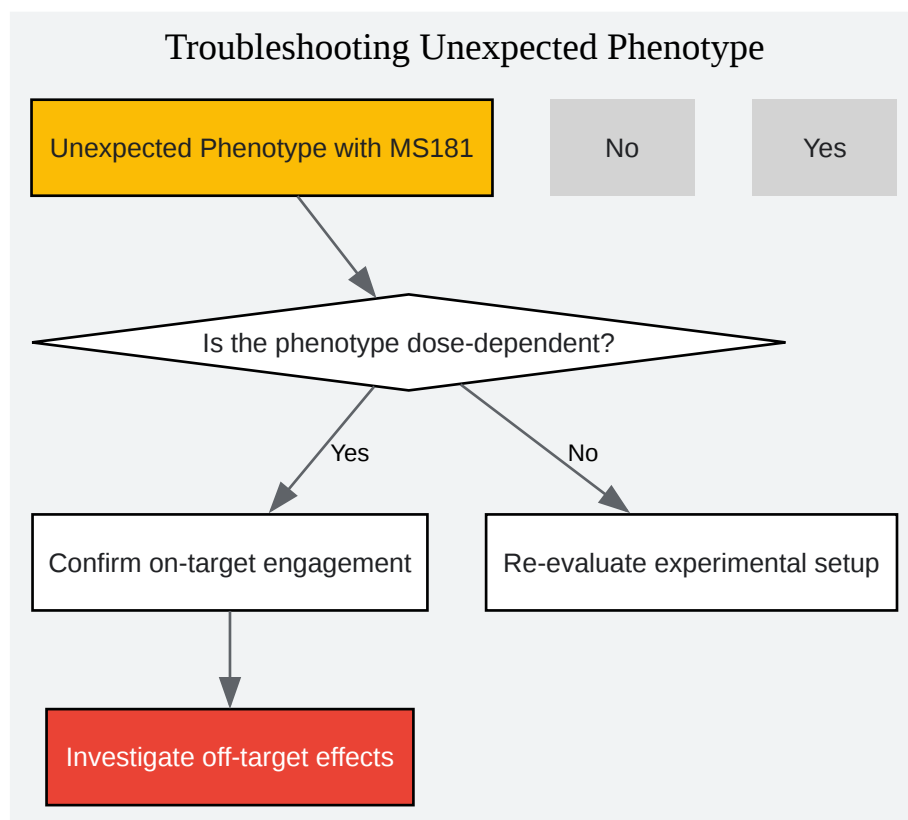 Troubleshooting Unexpected Phenotype
Unexpected Phenotype with MS181
No
Yes
Is the phenotype dose-dependent?
Yes
No
Confirm on-target engagement
Re-evaluate experimental setup
Investigate off-target effects